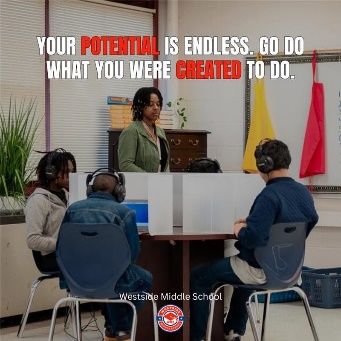 YOUR POTENTIAL IS ENDLESS. GO DO
WHAT YOU WERE CREATED TO DO.
Westside Middle School